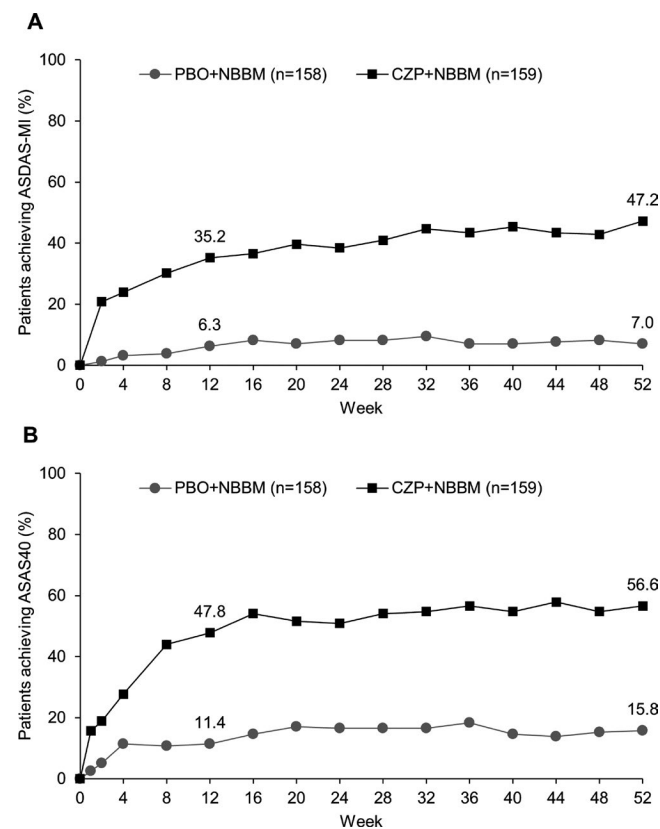 A
100
PBO+NBBM (n=158) CZP+NBBM (n=159)
80
60
47.2
40
35.2
20
6.3
7.0
0
0 4 8 12 16 20 24 28 32 36 40 44 48 52
Week
Patients achieving ASDAS-MI (%)
B
100
PBO+NBBM (n=158) CZP+NBBM (n=159)
80
60
56.6
47.8
40
20
15.8
11.4
0
0 4 8 12 16 20 24 28 32 36 40 44 48 52
Week
Patients achieving ASAS40 (%)